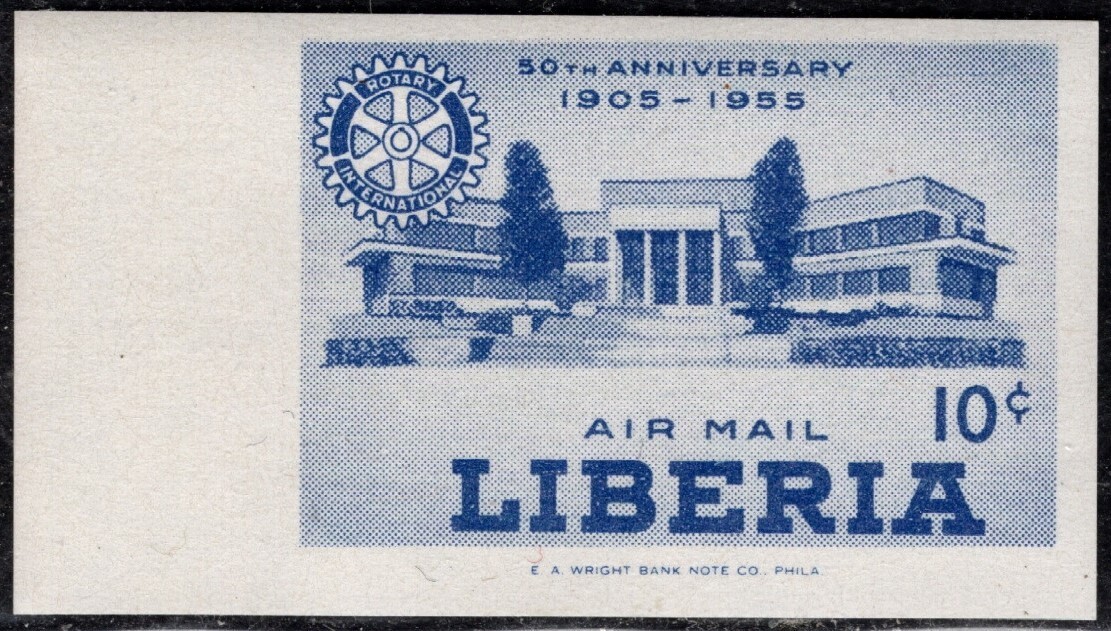 ROTARY
INTERNATIONAL
50TH ANNIVERSARY
1905 - 1955
10¢
AIR MAIL
LIBERIA
E. A. WRIGHT BANK NOTE CO., PHILA.